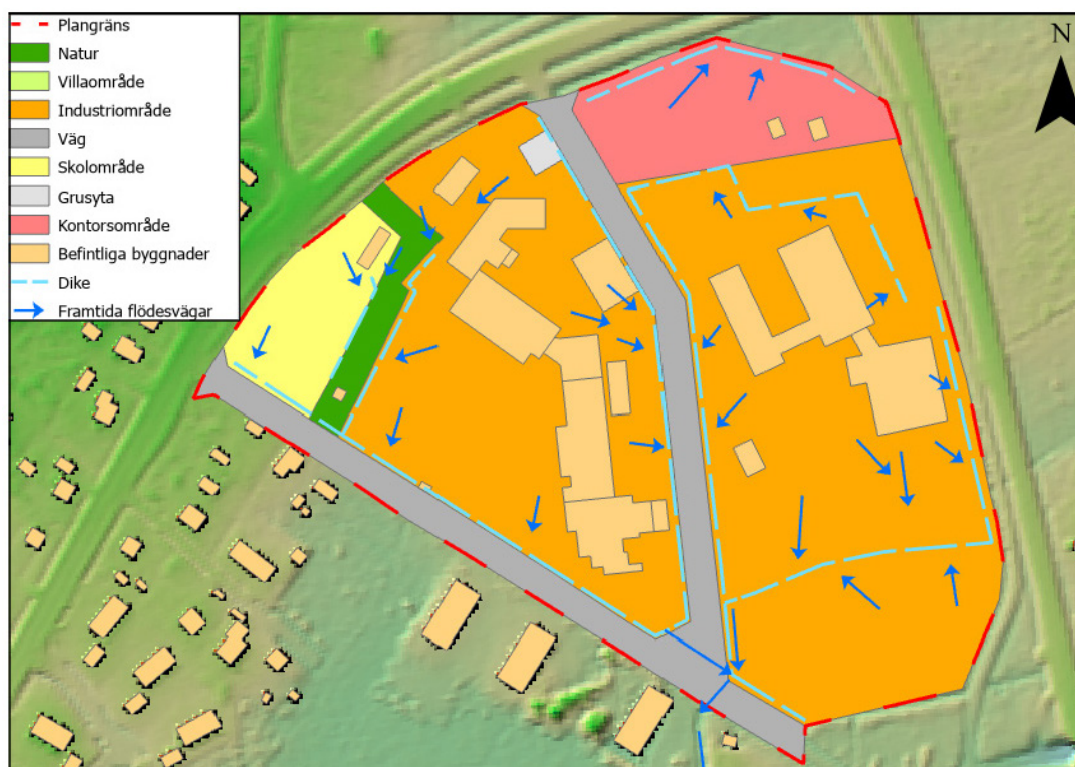 Plangräns
Natur
Villaområde
Industriområde
Väg
Skolområde
Grusyta
Kontorsområde
Befintliga byggnader
Dike
Framtida flödesvägar
N